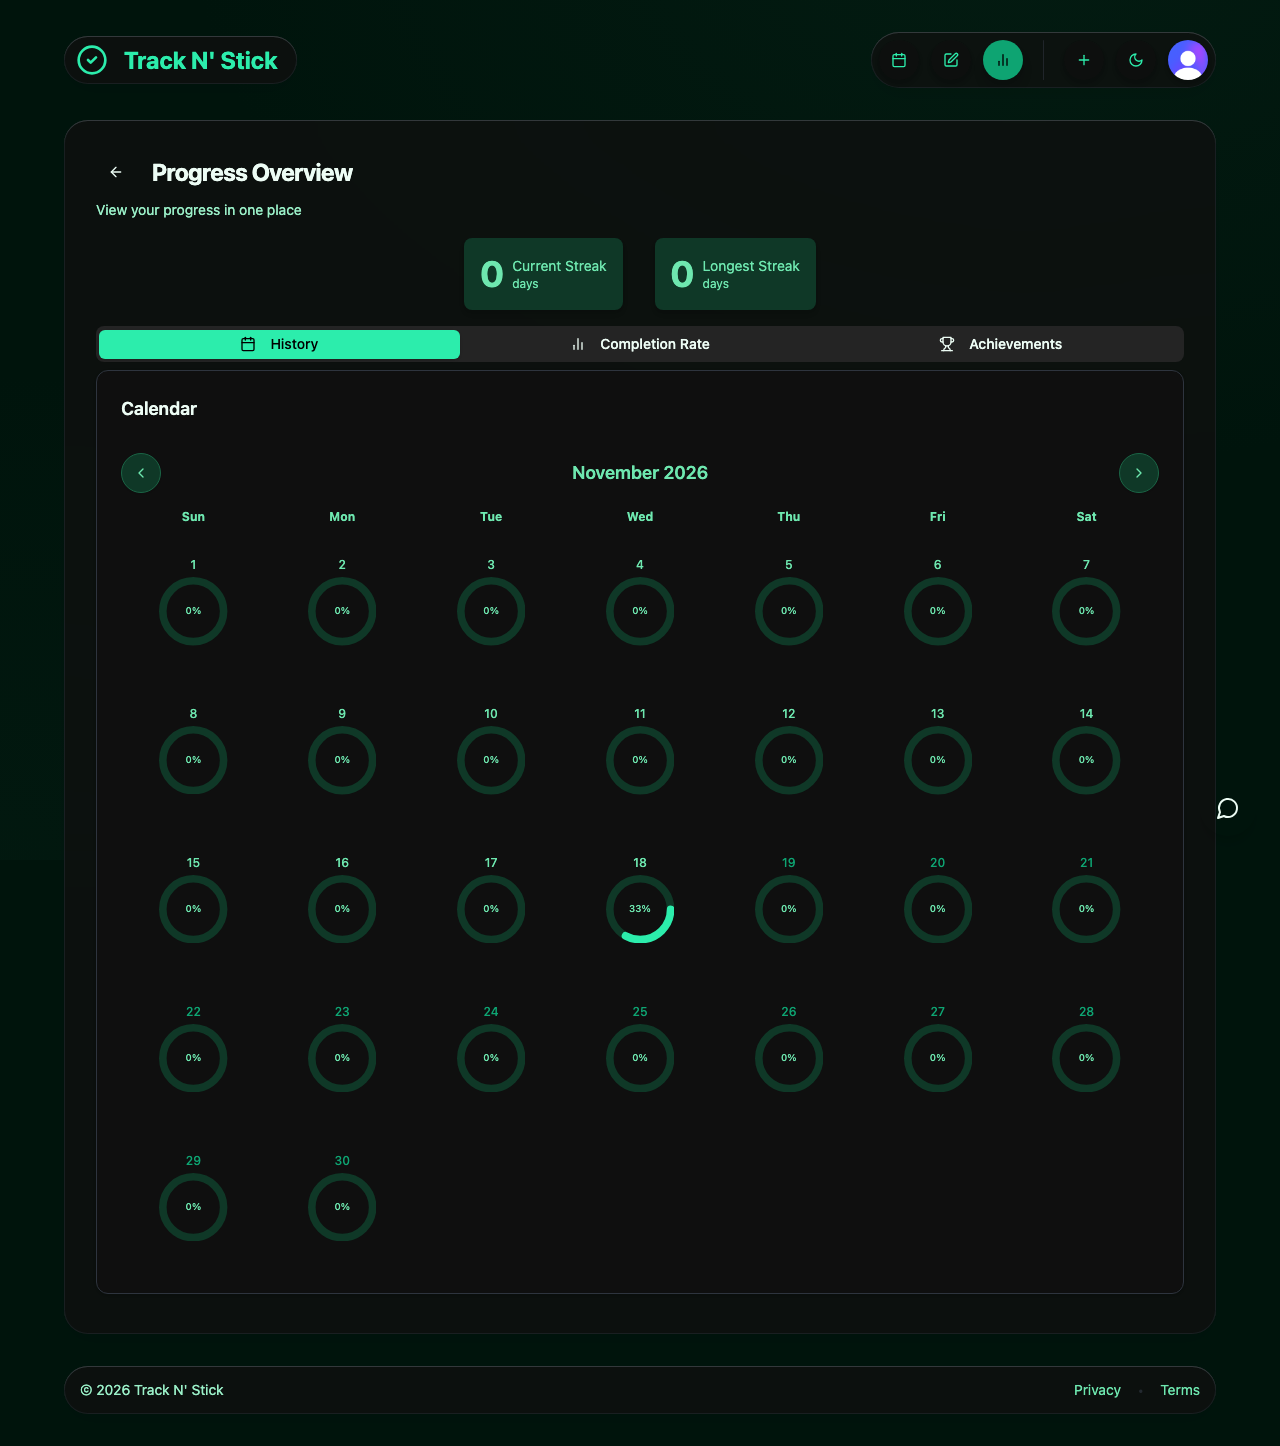 Track N' Stick
Progress Overview
View your progress in one place
0 Current Streak
days
0 Longest Streak
days
History Completion Rate Achievements
Calendar
November 2026
Sun Mon Tue Wed Thu Fri Sat
1 2 3 4 5 6 7
0% 0% 0% 0% 0% 0% 0%
8 9 10 11 12 13 14
0% 0% 0% 0% 0% 0% 0%
15 16 17 18 19 20 21
0% 0% 0% 33% 0% 0% 0%
22 23 24 25 26 27 28
0% 0% 0% 0% 0% 0% 0%
29 30
0% 0%
© 2026 Track N' Stick Privacy • Terms